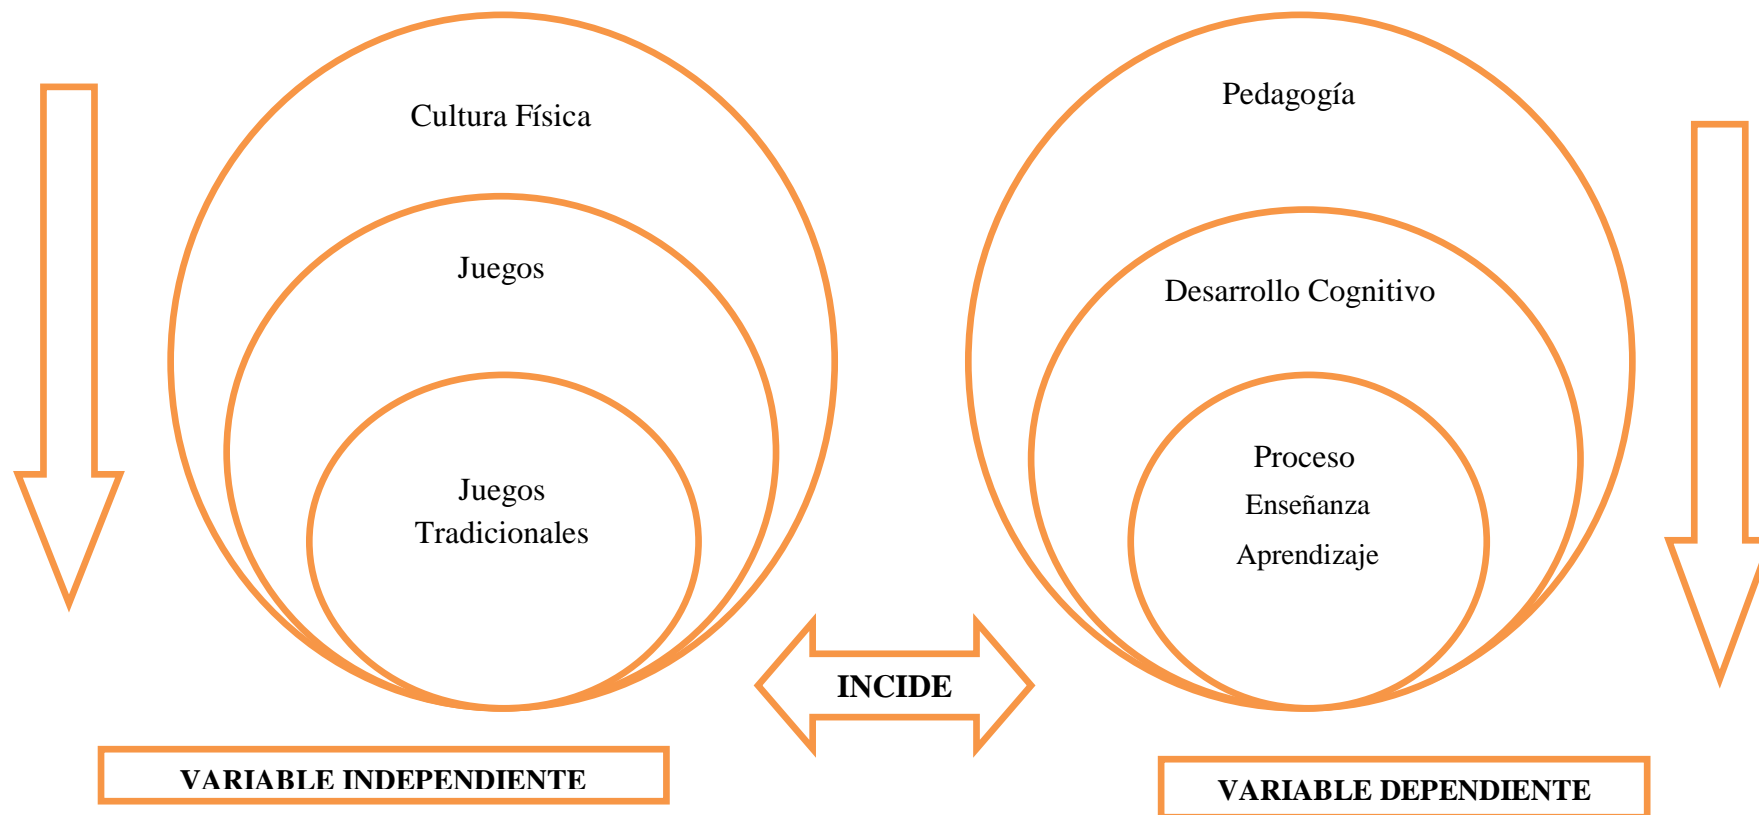 Cultura Física
Juegos
Juegos
Tradicionales
Pedagogía
Desarrollo Cognitivo
Proceso
Enseñanza
Aprendizaje
INCIDE
VARIABLE INDEPENDIENTE
VARIABLE DEPENDIENTE